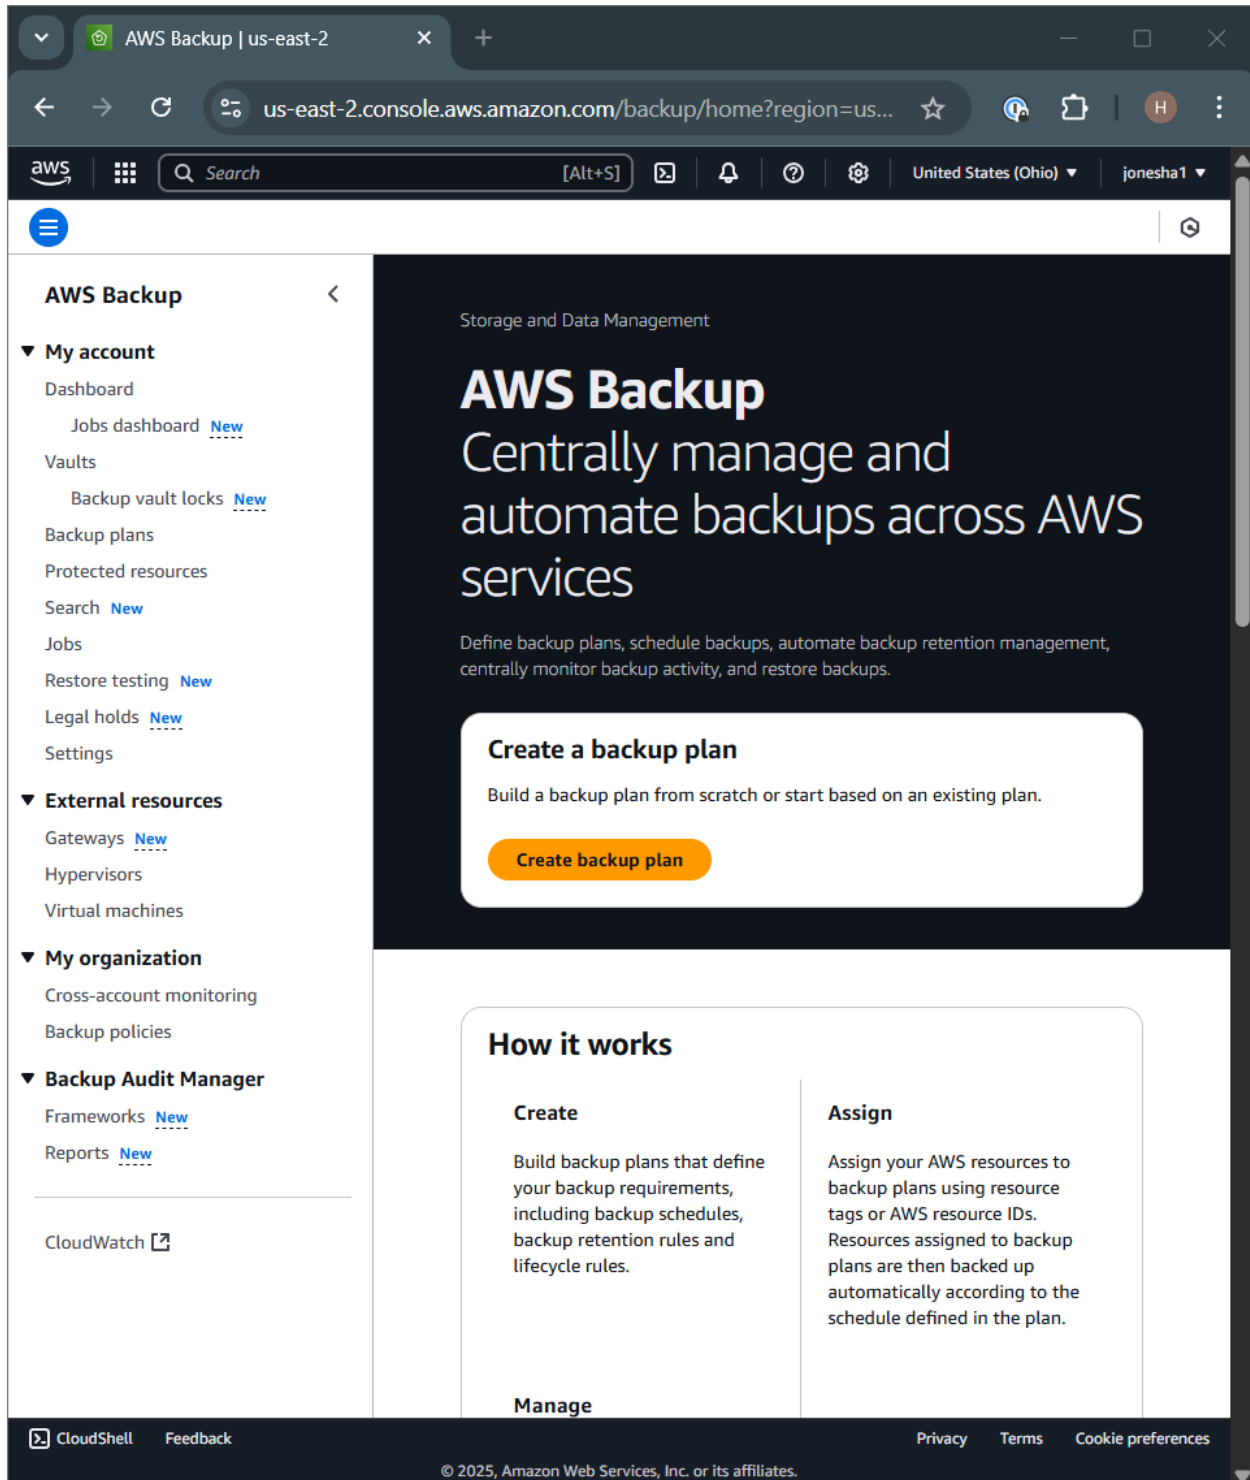 AWS Backup | us-east-2
us-east-2.console.aws.amazon.com/backup/home?region=us...
H
aws
Search
[Alt+S]
United States (Ohio)
jonesha1
AWS Backup
My account
Dashboard
Jobs dashboard New
Vaults
Backup vault locks New
Backup plans
Protected resources
Search New
Jobs
Restore testing New
Legal holds New
Settings
External resources
Gateways New
Hypervisors
Virtual machines
My organization
Cross-account monitoring
Backup policies
Backup Audit Manager
Frameworks New
Reports New
CloudWatch
Storage and Data Management
AWS Backup
Centrally manage and
automate backups across AWS
services
Define backup plans, schedule backups, automate backup retention management,
centrally monitor backup activity, and restore backups.
Create a backup plan
Build a backup plan from scratch or start based on an existing plan.
Create backup plan
How it works
Create
Build backup plans that define
your backup requirements,
including backup schedules,
backup retention rules and
lifecycle rules.
Assign
Assign your AWS resources to
backup plans using resource
tags or AWS resource IDs.
Resources assigned to backup
plans are then backed up
automatically according to the
schedule defined in the plan.
Manage
CloudShell
Feedback
Privacy
Terms
Cookie preferences
© 2025, Amazon Web Services, Inc. or its affiliates.